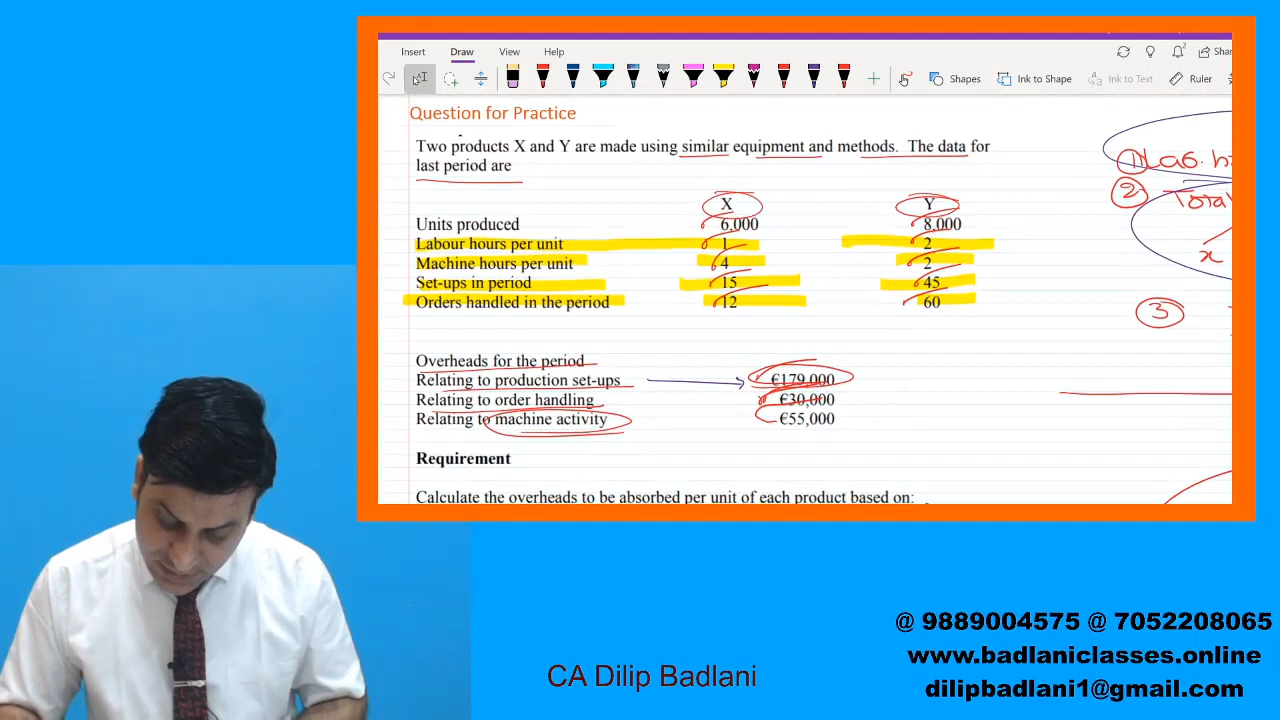 Insert Draw View Help
Shapes Ink to Shape Ink to Text Ruler
Question for Practice
Two products X and Y are made using similar equipment and methods. The data for
last period are
X Y
Units produced 6,000 8,000
Labour hours per unit 1 2
Machine hours per unit 4 2
Set-ups in period 15 45
Orders handled in the period 12 60
Overheads for the period
Relating to production set-ups €179,000
Relating to order handling €30,000
Relating to machine activity €55,000
Requirement
Calculate the overheads to be absorbed per unit of each product based on:
1
2 Total
x
3
@ 9889004575 @ 7052208065
www.badlaniclasses.online
dilipbadlani1@gmail.com
CA Dilip Badlani